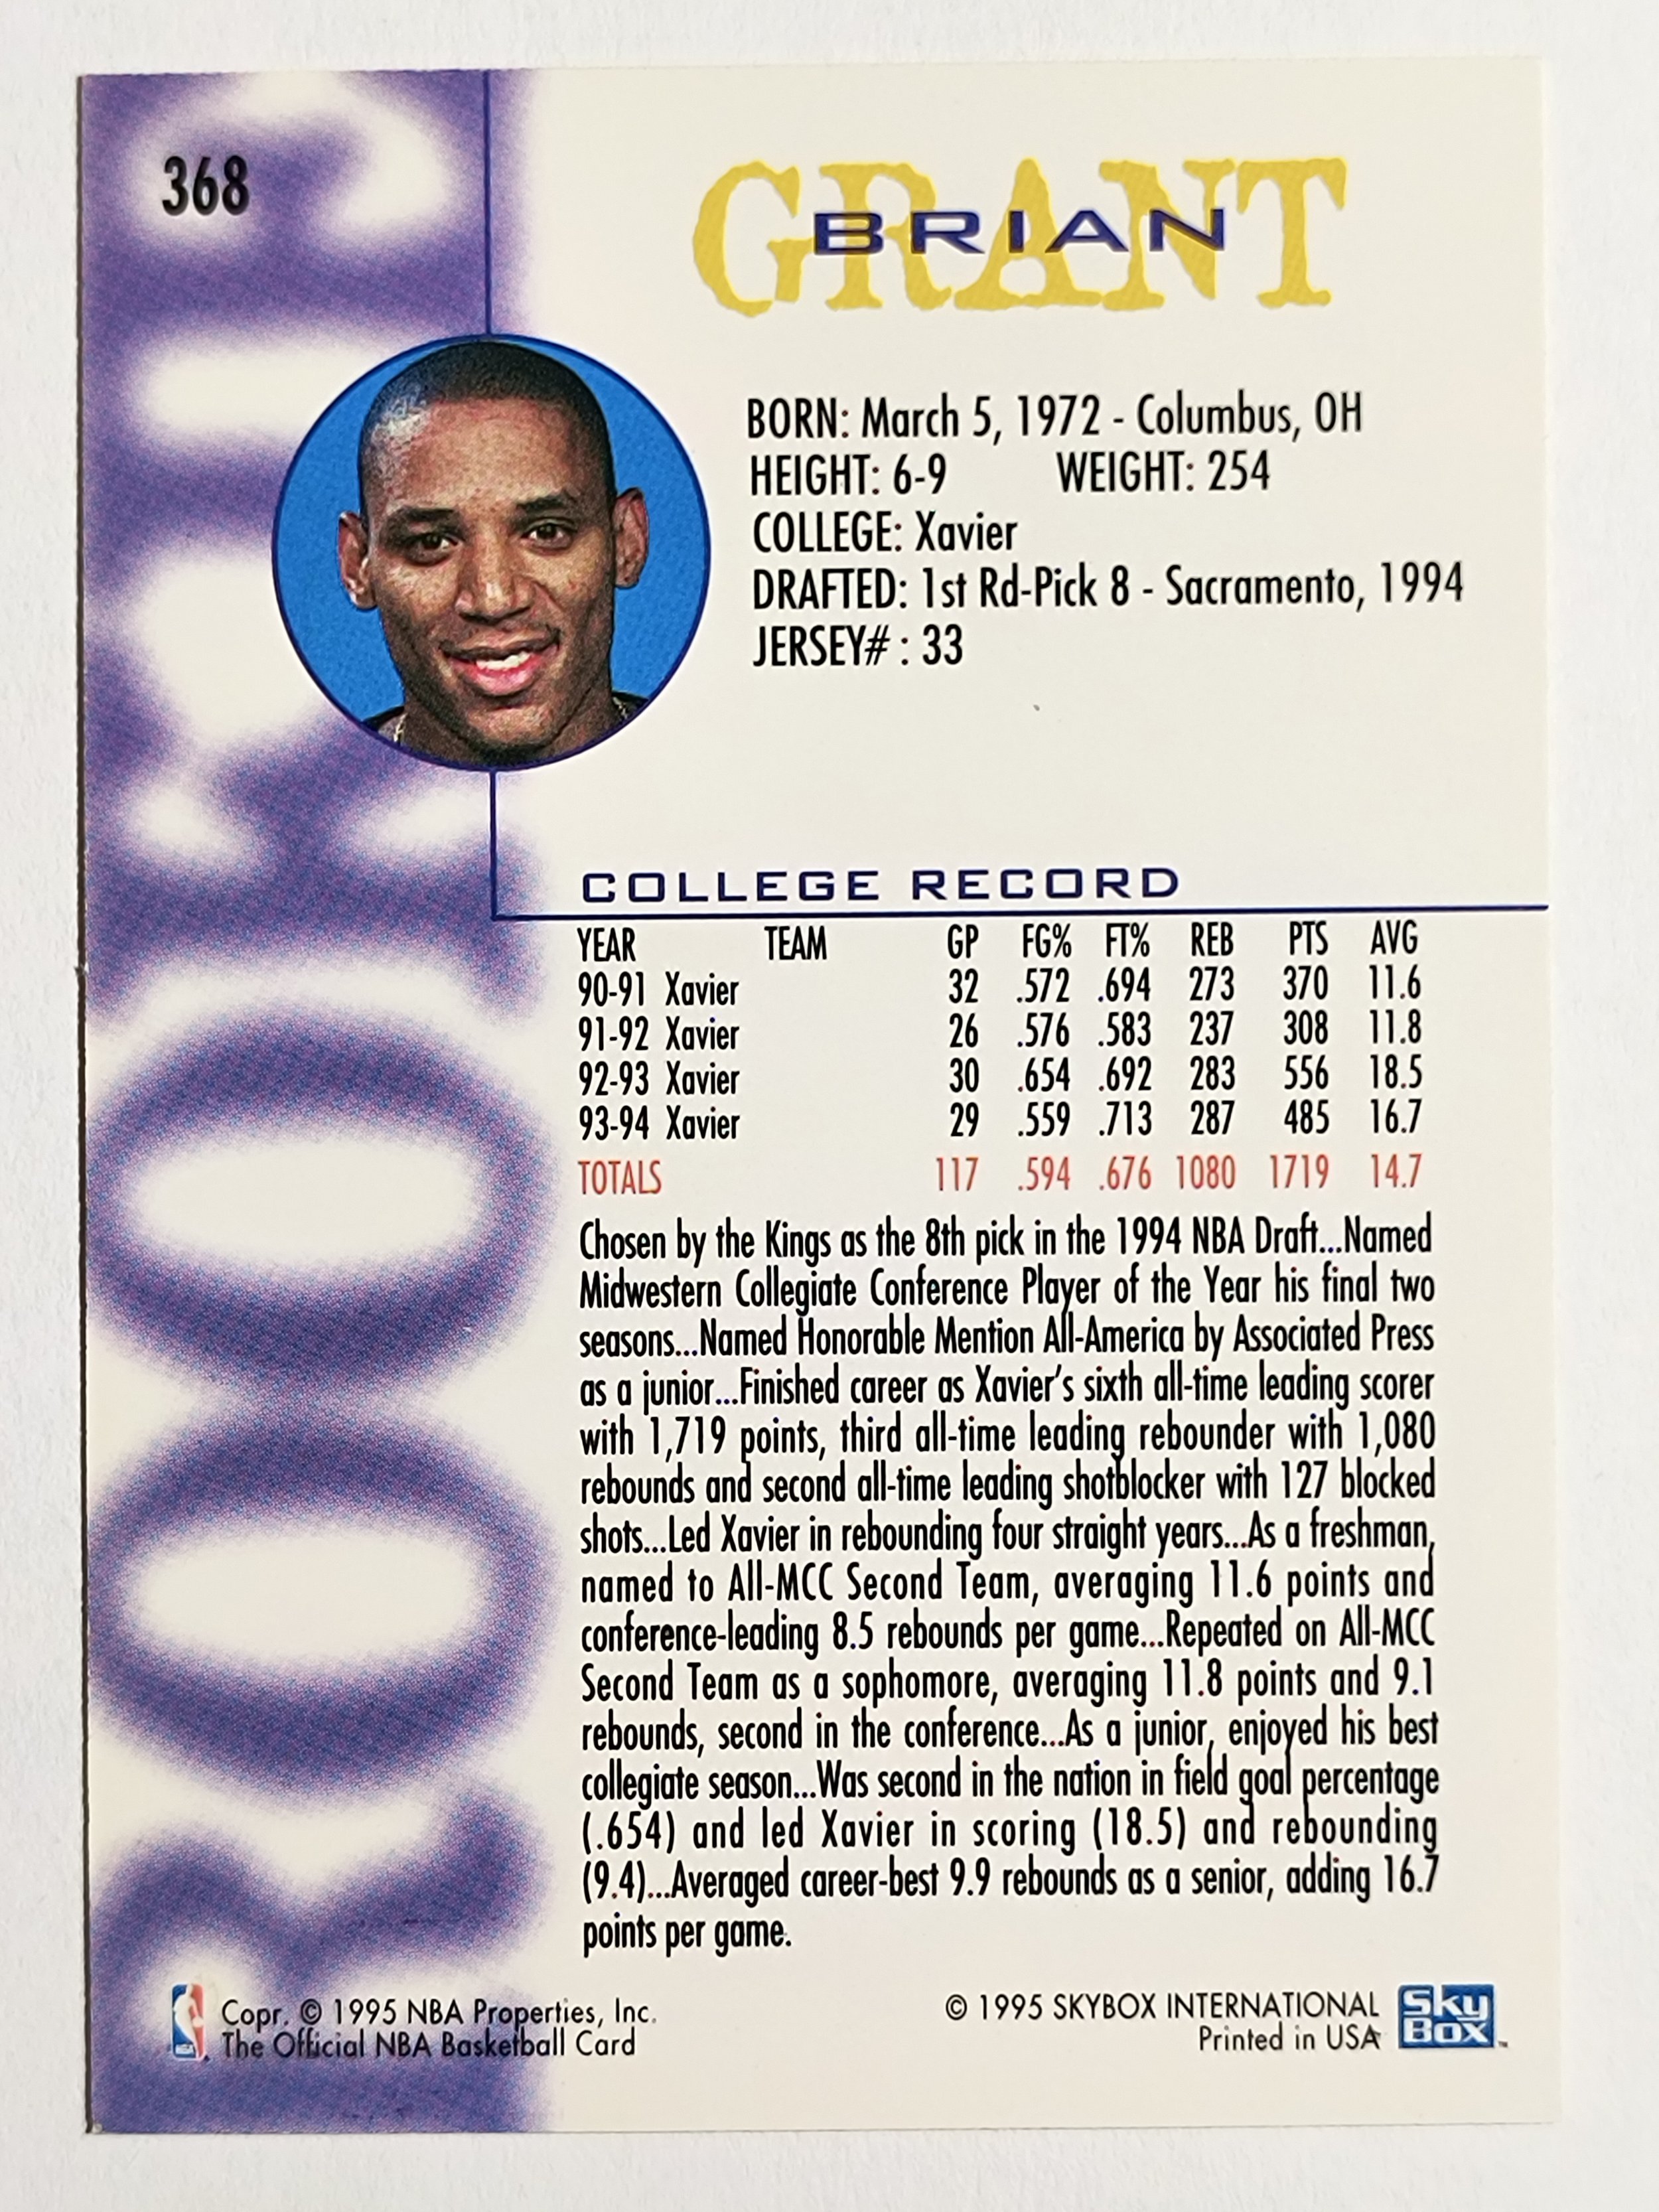 368
GRANT
BRIAN
BORN: March 5, 1972 - Columbus, OH
HEIGHT: 6-9 WEIGHT: 254
COLLEGE: Xavier
DRAFTED: 1st Rd-Pick 8 - Sacramento, 1994
JERSEY# : 33
ROOKIE
COLLEGE RECORD
YEAR TEAM GP FG% FT% REB PTS AVG
90-91 Xavier 32 .572 .694 273 370 11.6
91-92 Xavier 26 .576 .583 237 308 11.8
92-93 Xavier 30 .654 .692 283 556 18.5
93-94 Xavier 29 .559 .713 287 485 16.7
TOTALS 117 .594 .676 1080 1719 14.7
Chosen by the Kings as the 8th pick in the 1994 NBA Draft...Named
Midwestern Collegiate Conference Player of the Year his final two
seasons...Named Honorable Mention All-America by Associated Press
as a junior...Finished career as Xavier's sixth all-time leading scorer
with 1,719 points, third all-time leading rebounder with 1,080
rebounds and second all-time leading shotblocker with 127 blocked
shots...Led Xavier in rebounding four straight years...As a freshman,
named to All-MCC Second Team, averaging 11.6 points and
conference-leading 8.5 rebounds per game...Repeated on All-MCC
Second Team as a sophomore, averaging 11.8 points and 9.1
rebounds, second in the conference...As a junior, enjoyed his best
collegiate season...Was second in the nation in field goal percentage
(.654) and led Xavier in scoring (18.5) and rebounding
(9.4)...Averaged career-best 9.9 rebounds as a senior, adding 16.7
points per game.
Copr. © 1995 NBA Properties, Inc.
The Official NBA Basketball Card
© 1995 SKYBOX INTERNATIONAL
Printed in USA
Sky
Box™